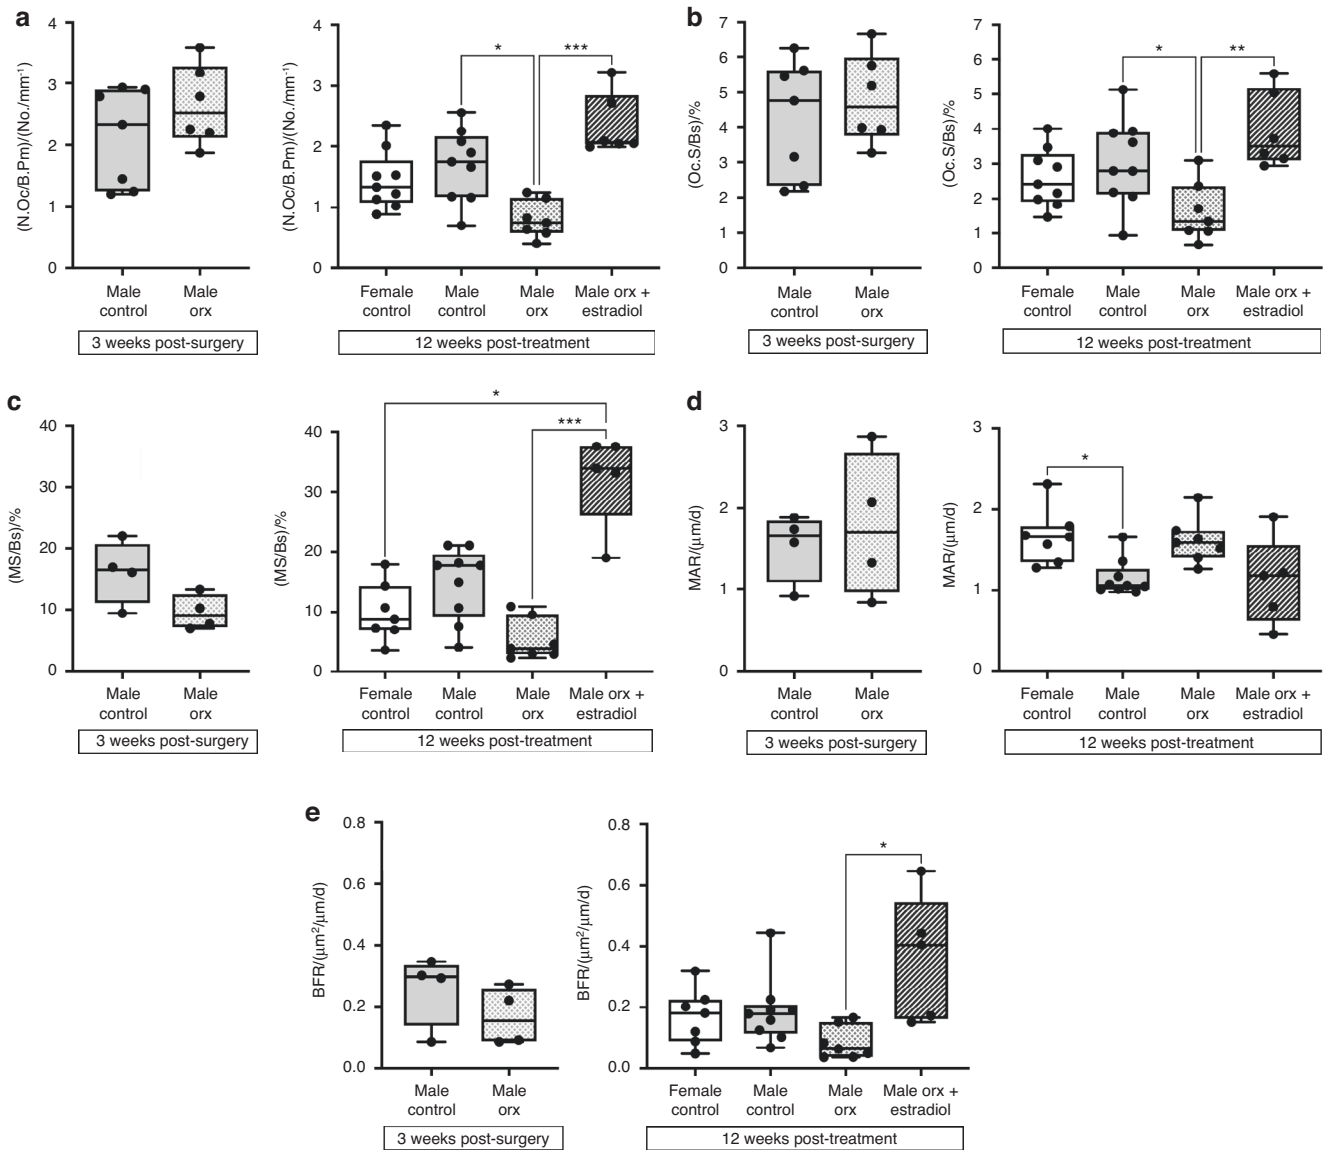 a
(N.Oc/B.Pm)/(No./mm⁻¹)
4
3
2
1
0
Male control
Male orx
3 weeks post-surgery
(N.Oc/B.Pm)/(No./mm⁻¹)
4
3
2
1
0
*
***
Female control
Male control
Male orx
Male orx + estradiol
12 weeks post-treatment
b
(Oc.S/Bs)/%
7
6
5
4
3
2
1
0
Male control
Male orx
3 weeks post-surgery
(Oc.S/Bs)/%
7
6
5
4
3
2
1
0
*
**
Female control
Male control
Male orx
Male orx + estradiol
12 weeks post-treatment
c
(MS/Bs)/%
40
30
20
10
0
Male control
Male orx
3 weeks post-surgery
(MS/Bs)/%
40
30
20
10
0
*
***
Female control
Male control
Male orx
Male orx + estradiol
12 weeks post-treatment
d
MAR/(μm/d)
3
2
1
0
Male control
Male orx
3 weeks post-surgery
MAR/(μm/d)
3
2
1
0
*
Female control
Male control
Male orx
Male orx + estradiol
12 weeks post-treatment
e
BFR/(μm²/μm/d)
0.8
0.6
0.4
0.2
0.0
Male control
Male orx
3 weeks post-surgery
BFR/(μm²/μm/d)
0.8
0.6
0.4
0.2
0.0
*
Female control
Male control
Male orx
Male orx + estradiol
12 weeks post-treatment